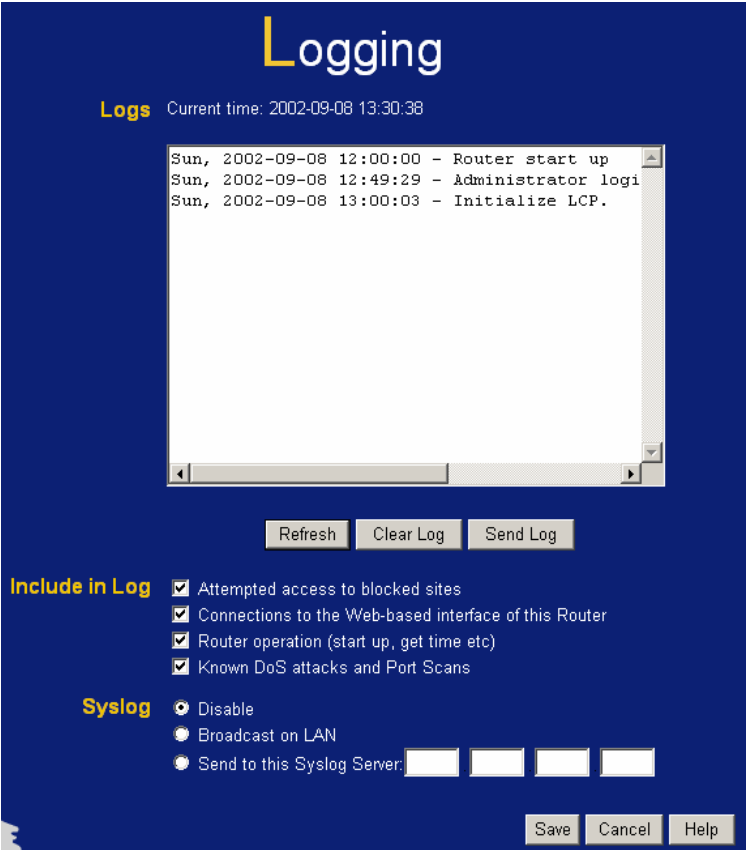 Logging
Logs Current time: 2002-09-08 13:30:38
Sun, 2002-09-08 12:00:00 - Router start up
Sun, 2002-09-08 12:49:29 - Administrator logi
Sun, 2002-09-08 13:00:03 - Initialize LCP.
Refresh Clear Log Send Log
Include in Log Attempted access to blocked sites
Connections to the Web-based interface of this Router
Router operation (start up, get time etc)
Known DoS attacks and Port Scans
Syslog Disable
Broadcast on LAN
Send to this Syslog Server: . . .
Save Cancel Help